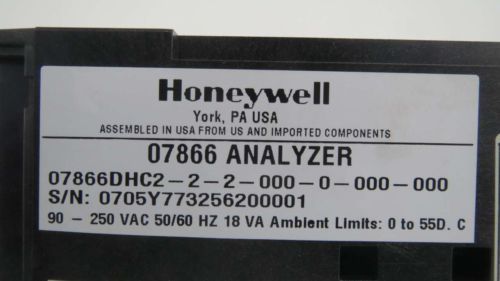 Honeywell
York, PA USA
ASSEMBLED IN USA FROM US AND IMPORTED COMPONENTS
07866 ANALYZER
07866DHC2-2-2-000-0-000-000
S/N: 0705Y773256200001
90 - 250 VAC 50/60 HZ 18 VA Ambient Limits: 0 to 55D. C